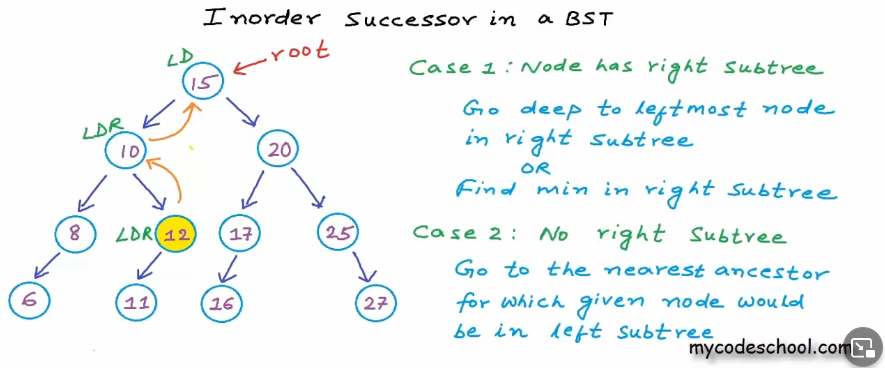 Inorder Successor in a BST
LD
root
15
Case 1: Node has right subtree
LDR
10
20
Go deep to leftmost node
in right subtree
OR
Find min in right subtree
8
LDR
12
17
25
Case 2: No right subtree
6
11
16
27
Go to the nearest ancestor
for which given node would
be in left subtree
mycodeschool.com